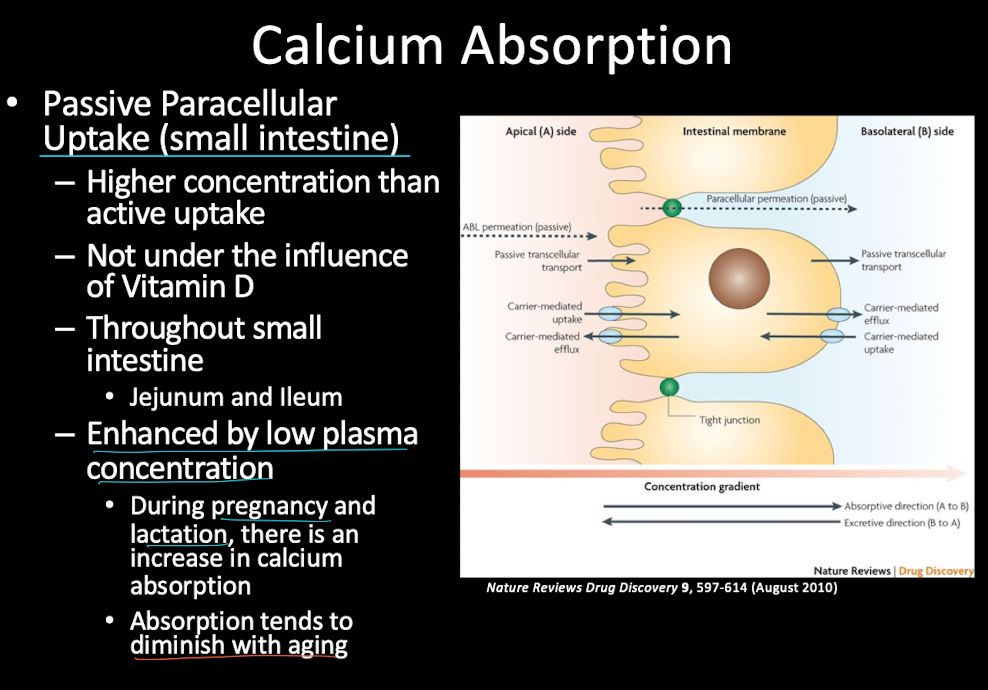 Calcium Absorption
• Passive Paracellular
Uptake (small intestine)
– Higher concentration than
active uptake
– Not under the influence
of Vitamin D
– Throughout small
intestine
• Jejunum and Ileum
– Enhanced by low plasma
concentration
• During pregnancy and
lactation, there is an
increase in calcium
absorption
• Absorption tends to
diminish with aging
Apical (A) side
Intestinal membrane
Basolateral (B) side
Paracellular permeation (passive)
ABL permeation (passive)
Passive transcellular
transport
Passive transcellular
transport
Carrier-mediated
uptake
Carrier-mediated
efflux
Carrier-mediated
efflux
Carrier-mediated
uptake
Tight junction
Concentration gradient
Absorptive direction (A to B)
Excretive direction (B to A)
Nature Reviews | Drug Discovery
Nature Reviews Drug Discovery 9, 597-614 (August 2010)